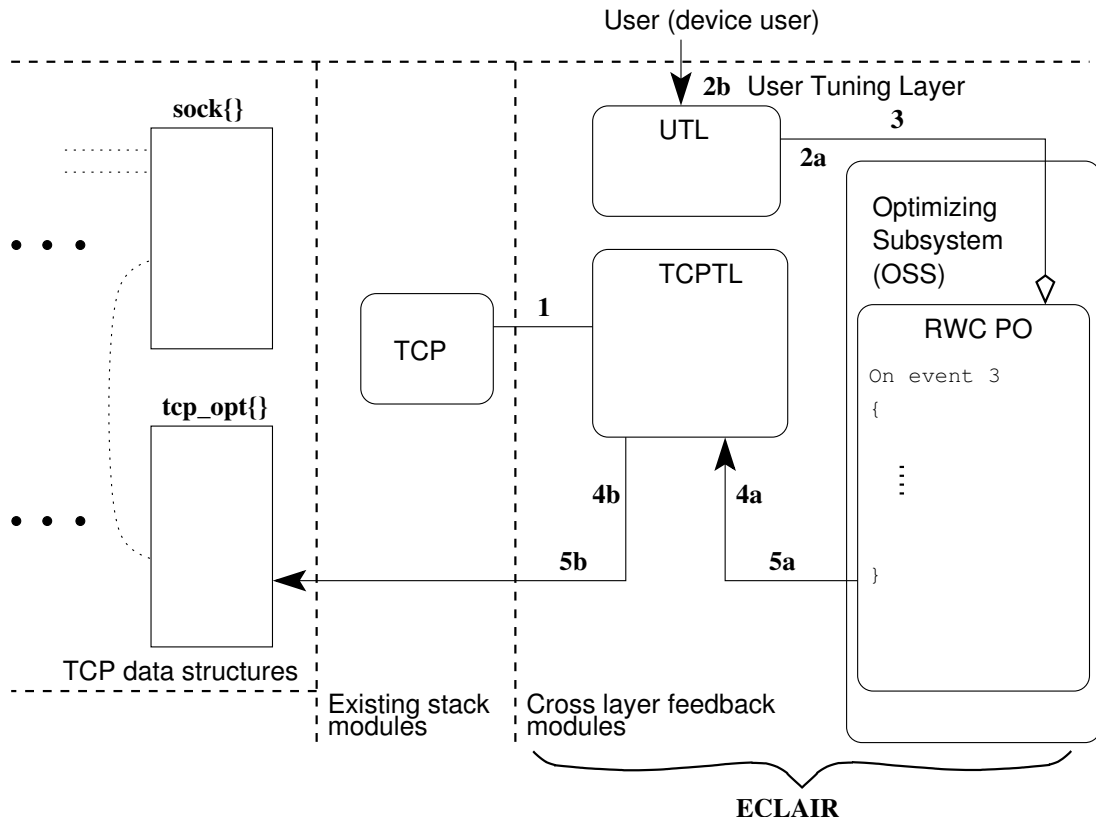 User (device user)
2b
User Tuning Layer
sock{}
UTL
3
2a
Optimizing
Subsystem
(OSS)
TCPTL
1
TCP
RWC PO
On event 3
{
tcp_opt{}
4b
4a
5b
5a
}
TCP data structures
Existing stack
modules
Cross layer feedback
modules
ECLAIR